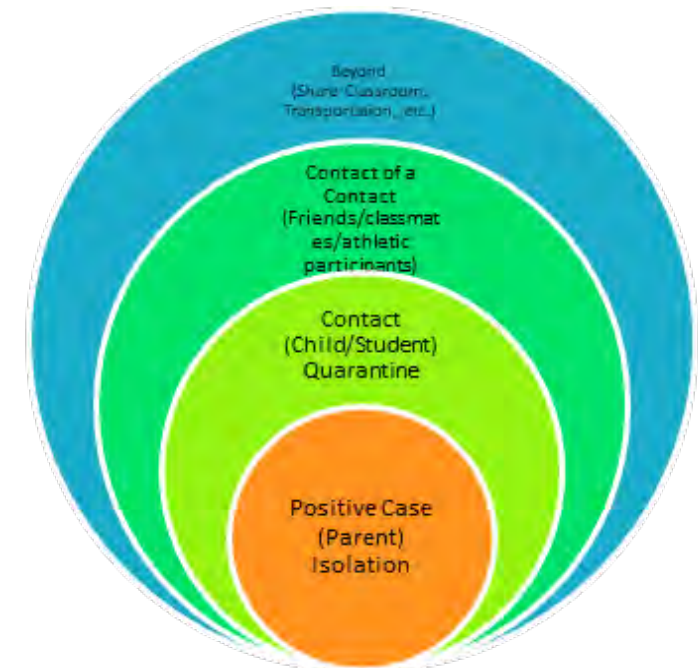 Beyond
(Share Classroom,
Transportation, etc.)
Contact of a
Contact
(Friends/classmat
es/athletic
participants)
Contact
(Child/Student)
Quarantine
Positive Case
(Parent)
Isolation